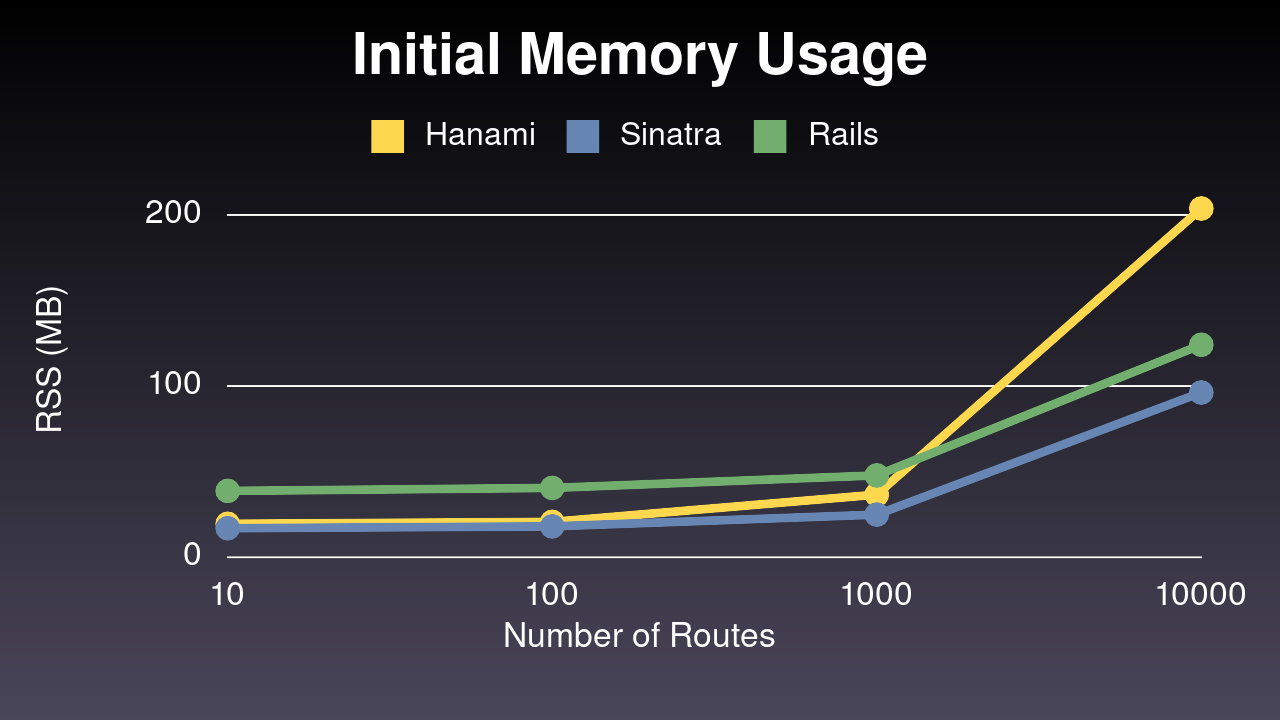 Initial Memory Usage
Hanami Sinatra Rails
200
RSS (MB)
100
0
10 100 1000 10000
Number of Routes